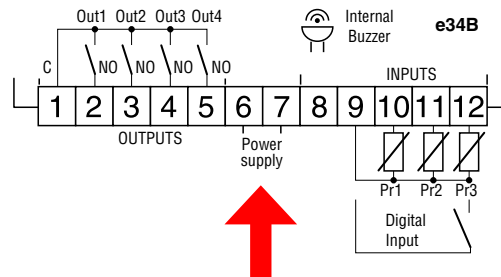 Out1 Out2 Out3 Out4
Internal
Buzzer
e34B
C NO NO NO NO
INPUTS
1 2 3 4 5 6 7 8 9 10 11 12
OUTPUTS
Power
supply
Pr1 Pr2 Pr3
Digital
Input